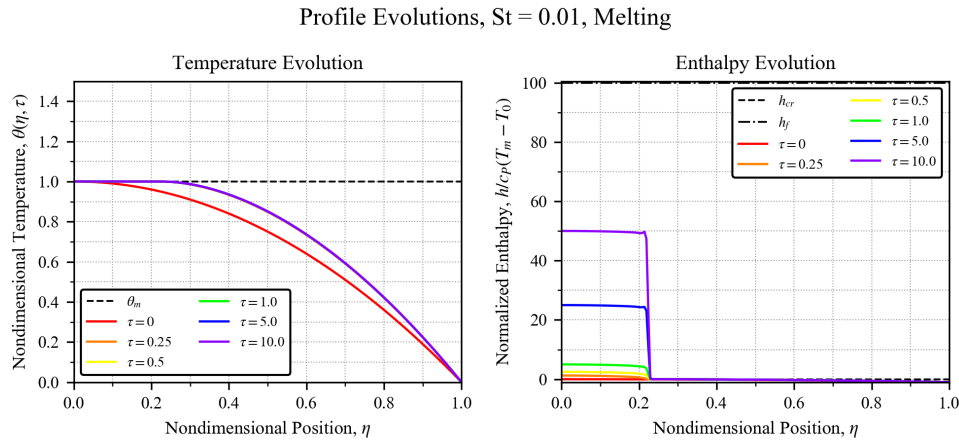 Profile Evolutions, St = 0.01, Melting
Temperature Evolution
Nondimensional Temperature, θ(η, τ)
1.4
1.2
1.0
0.8
0.6
0.4
0.2
0.0
θm
τ = 0
τ = 0.25
τ = 0.5
τ = 1.0
τ = 5.0
τ = 10.0
0.0 0.2 0.4 0.6 0.8 1.0
Nondimensional Position, η
Enthalpy Evolution
Normalized Enthalpy, h/cP(Tm − T0)
100
80
60
40
20
0
hcr
hf
τ = 0
τ = 0.25
τ = 0.5
τ = 1.0
τ = 5.0
τ = 10.0
0.0 0.2 0.4 0.6 0.8 1.0
Nondimensional Position, η